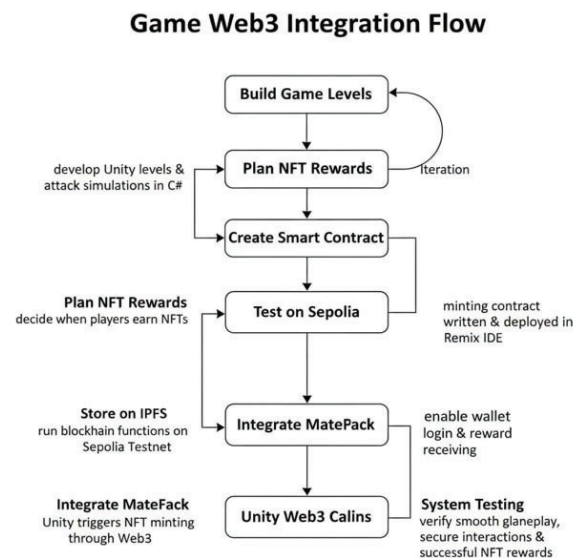 Game Web3 Integration Flow
Build Game Levels
develop Unity levels &
attack simulations in C#
Plan NFT Rewards
Iteration
Create Smart Contract
Plan NFT Rewards
decide when players earn NFTs
Test on Sepolia
minting contract
written & deployed in
Remix IDE
Store on IPFS
run blockhain functions on
Sepolia Testnet
Integrate MatePack
enable wallet
login & reward
receiving
Integrate MateFack
Unity triggers NFT minting
through Web3
Unity Web3 Calins
System Testing
verify smooth glaneplay,
secure interactions &
successful NFT rewards